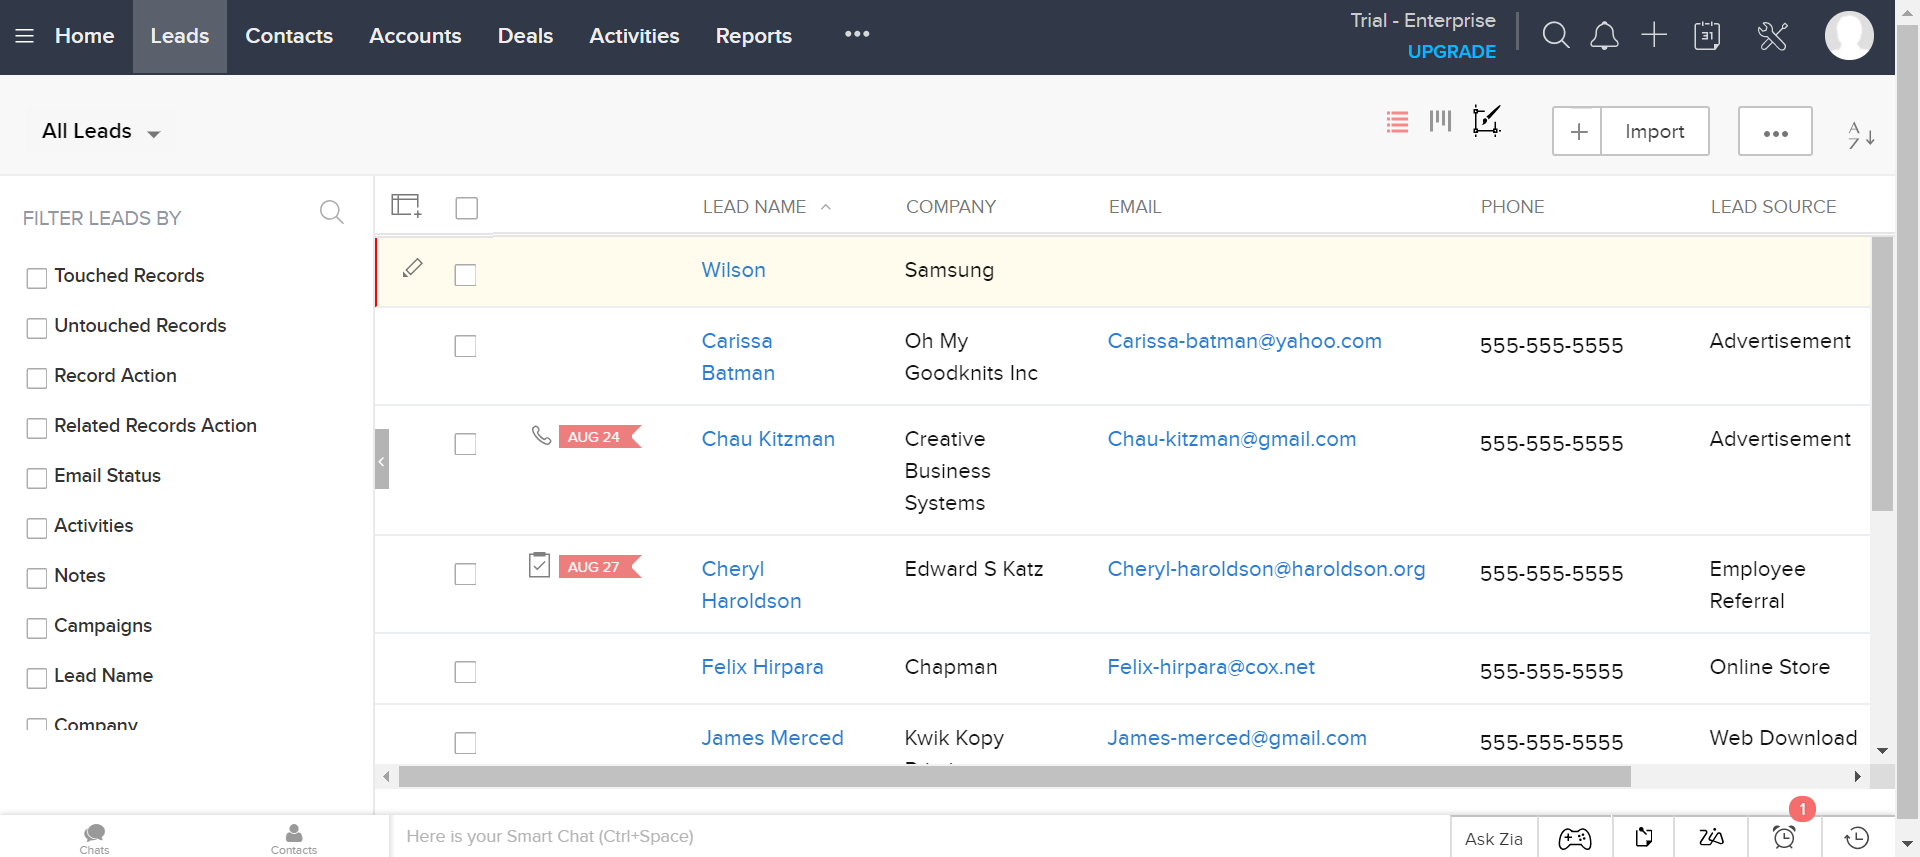 Home Leads Contacts Accounts Deals Activities Reports
Trial - Enterprise
UPGRADE
31
All Leads
Import
A
Z
FILTER LEADS BY
Touched Records
Untouched Records
Record Action
Related Records Action
Email Status
Activities
Notes
Campaigns
Lead Name
Company
LEAD NAME COMPANY EMAIL PHONE LEAD SOURCE
Wilson Samsung
Carissa Batman Oh My Goodknits Inc Carissa-batman@yahoo.com 555-555-5555 Advertisement
AUG 24 Chau Kitzman Creative Business Systems Chau-kitzman@gmail.com 555-555-5555 Advertisement
AUG 27 Cheryl Haroldson Edward S Katz Cheryl-haroldson@haroldson.org 555-555-5555 Employee Referral
Felix Hirpara Chapman Felix-hirpara@cox.net 555-555-5555 Online Store
James Merced Kwik Kopy James-merced@gmail.com 555-555-5555 Web Download
Chats
Contacts
Here is your Smart Chat (Ctrl+Space)
Ask Zia
1